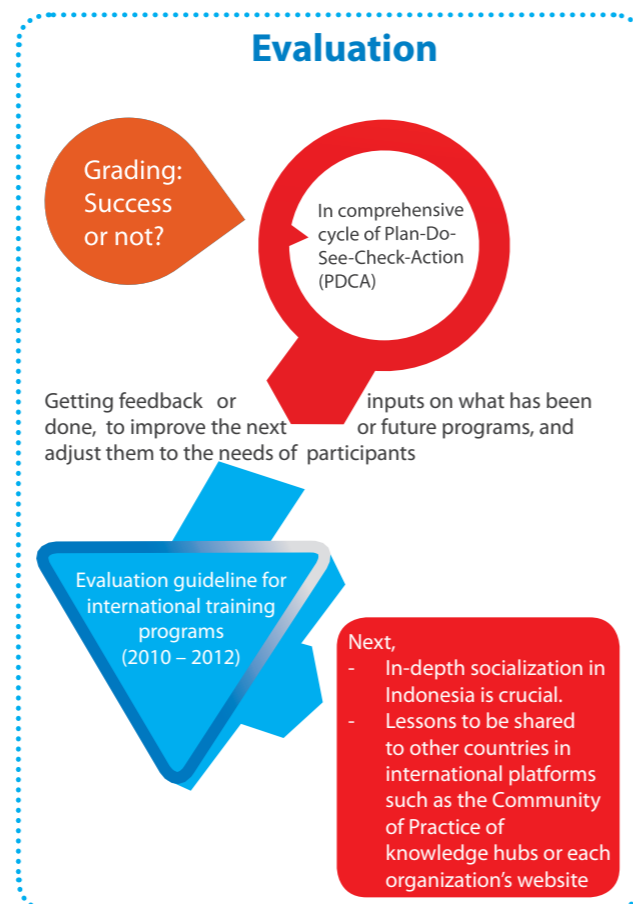 Evaluation
Grading:
Success
or not?
In comprehensive
cycle of Plan-Do-
See-Check-Action
(PDCA)
Getting feedback or inputs on what has been
done, to improve the next or future programs, and
adjust them to the needs of participants
Evaluation guideline for
international training
programs
(2010 – 2012)
Next,
- In-depth socialization in
Indonesia is crucial.
- Lessons to be shared
to other countries in
international platforms
such as the Community
of Practice of
knowledge hubs or each
organization's website